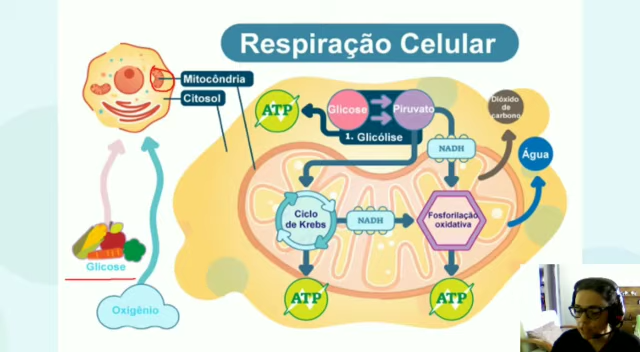 Respiração Celular
Mitocôndria
Citosol
ATP
Glicose
Piruvato
1. Glicólise
Dióxido
de
carbono
NADH
Água
Ciclo
de Krebs
NADH
Fosforilação
oxidativa
Glicose
Oxigênio
ATP
ATP